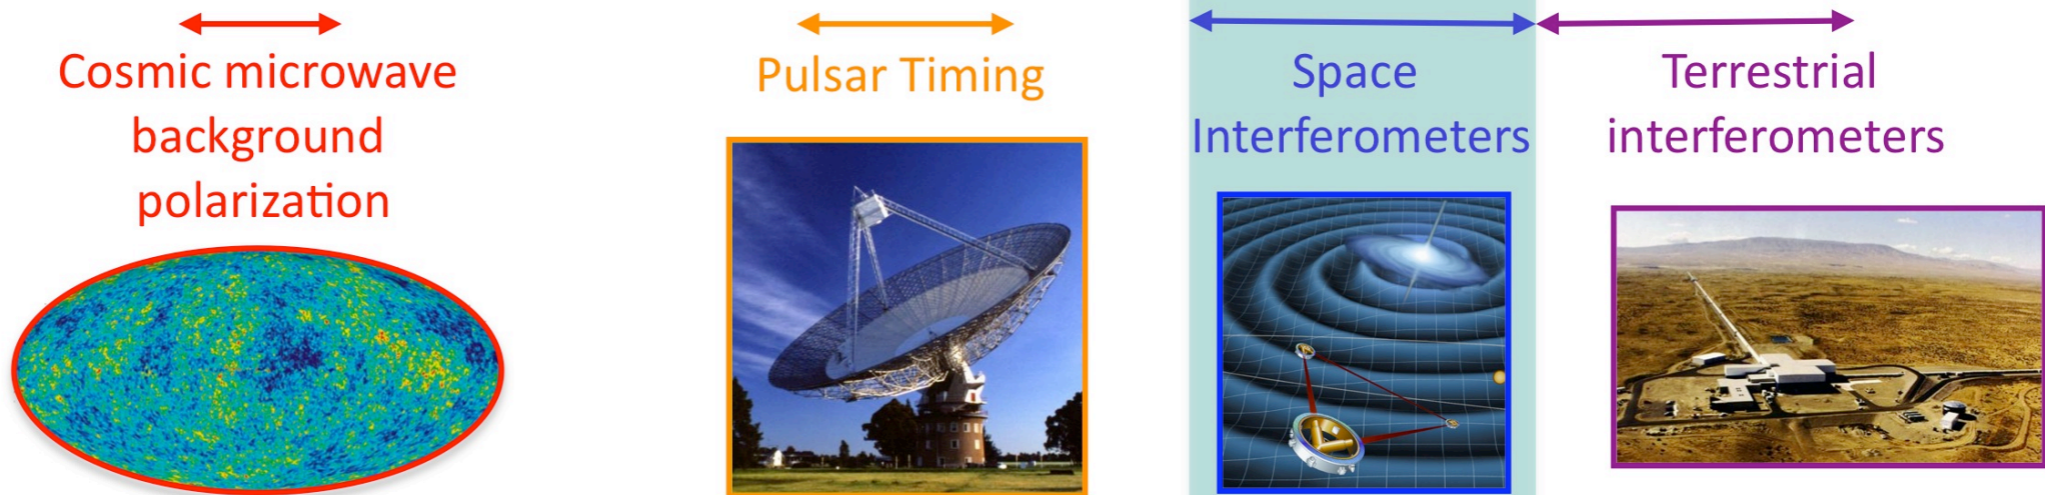 Cosmic microwave
background
polarization
Pulsar Timing
Space
Interferometers
Terrestrial
interferometers